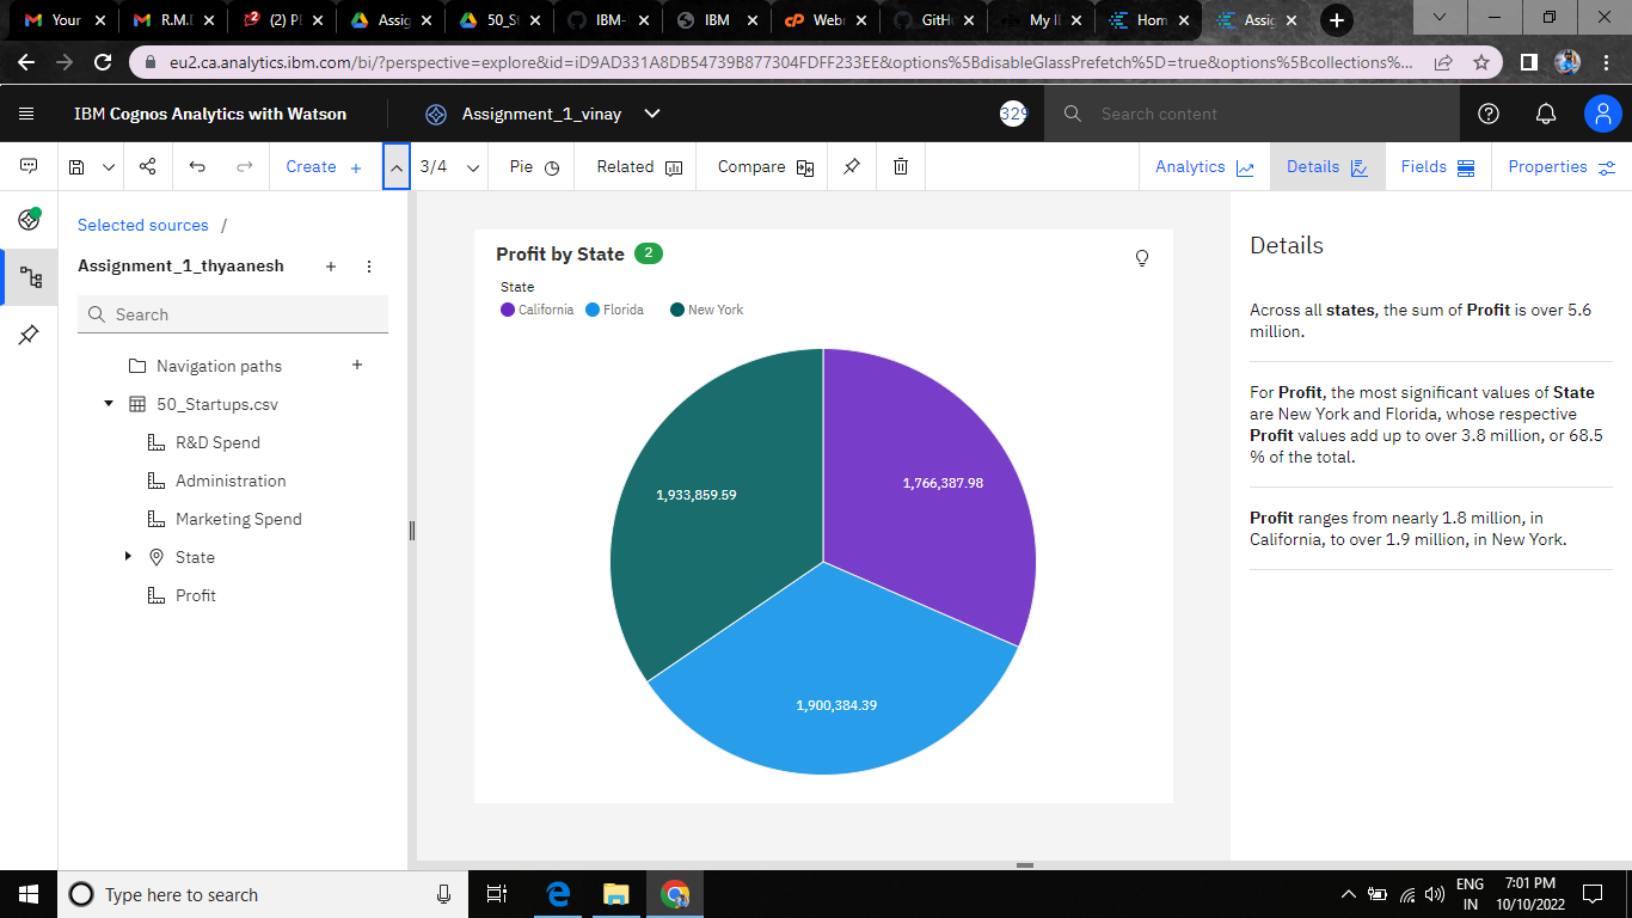 Your
R.M.
(2) P
Assig
50_St
IBM-
IBM
Webr
GitH
My I
Hom
Assig
eu2.ca.analytics.ibm.com/bi/?perspective=explore&id=iD9AD331A8DB54739B877304FDFF233EE&options%5BdisableGlassPrefetch%5D=true&options%5Bcollections%...
IBM Cognos Analytics with Watson
Assignment_1_vinay
329
Search content
Create +
3/4
Pie
Related
Compare
Analytics
Details
Fields
Properties
Selected sources /
Assignment_1_thyaanesh
Search
Navigation paths
50_Startups.csv
R&D Spend
Administration
Marketing Spend
State
Profit
Profit by State 2
State
California Florida New York
1,933,859.59
1,766,387.98
1,900,384.39
Details
Across all states, the sum of Profit is over 5.6
million.
For Profit, the most significant values of State
are New York and Florida, whose respective
Profit values add up to over 3.8 million, or 68.5
% of the total.
Profit ranges from nearly 1.8 million, in
California, to over 1.9 million, in New York.
Type here to search
ENG
IN
7:01 PM
10/10/2022